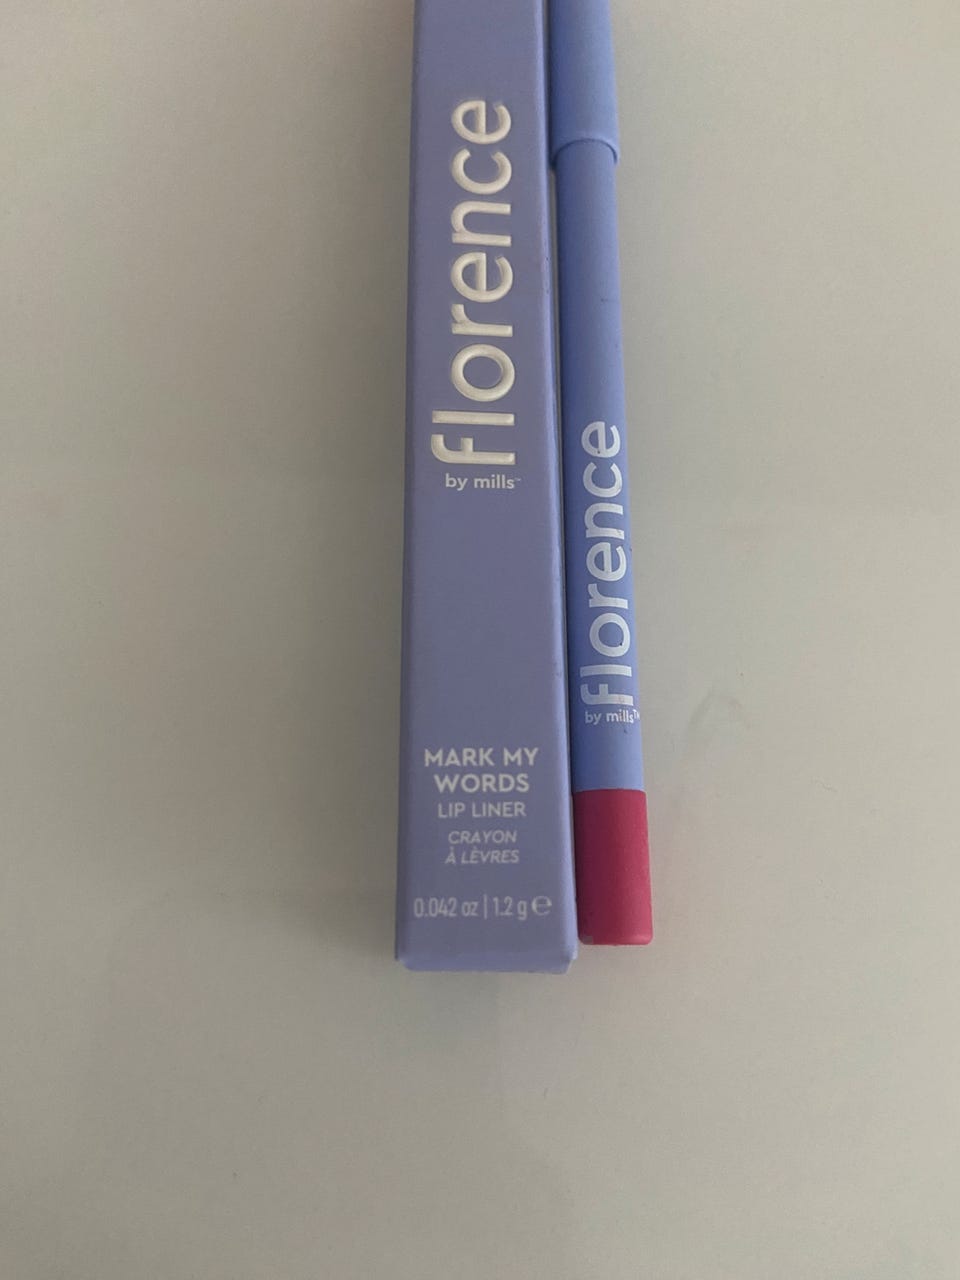 florence
by mills™
MARK MY
WORDS
LIP LINER
CRAYON
À LÈVRES
0.042 oz | 1.2 g ℮
florence
by mills™